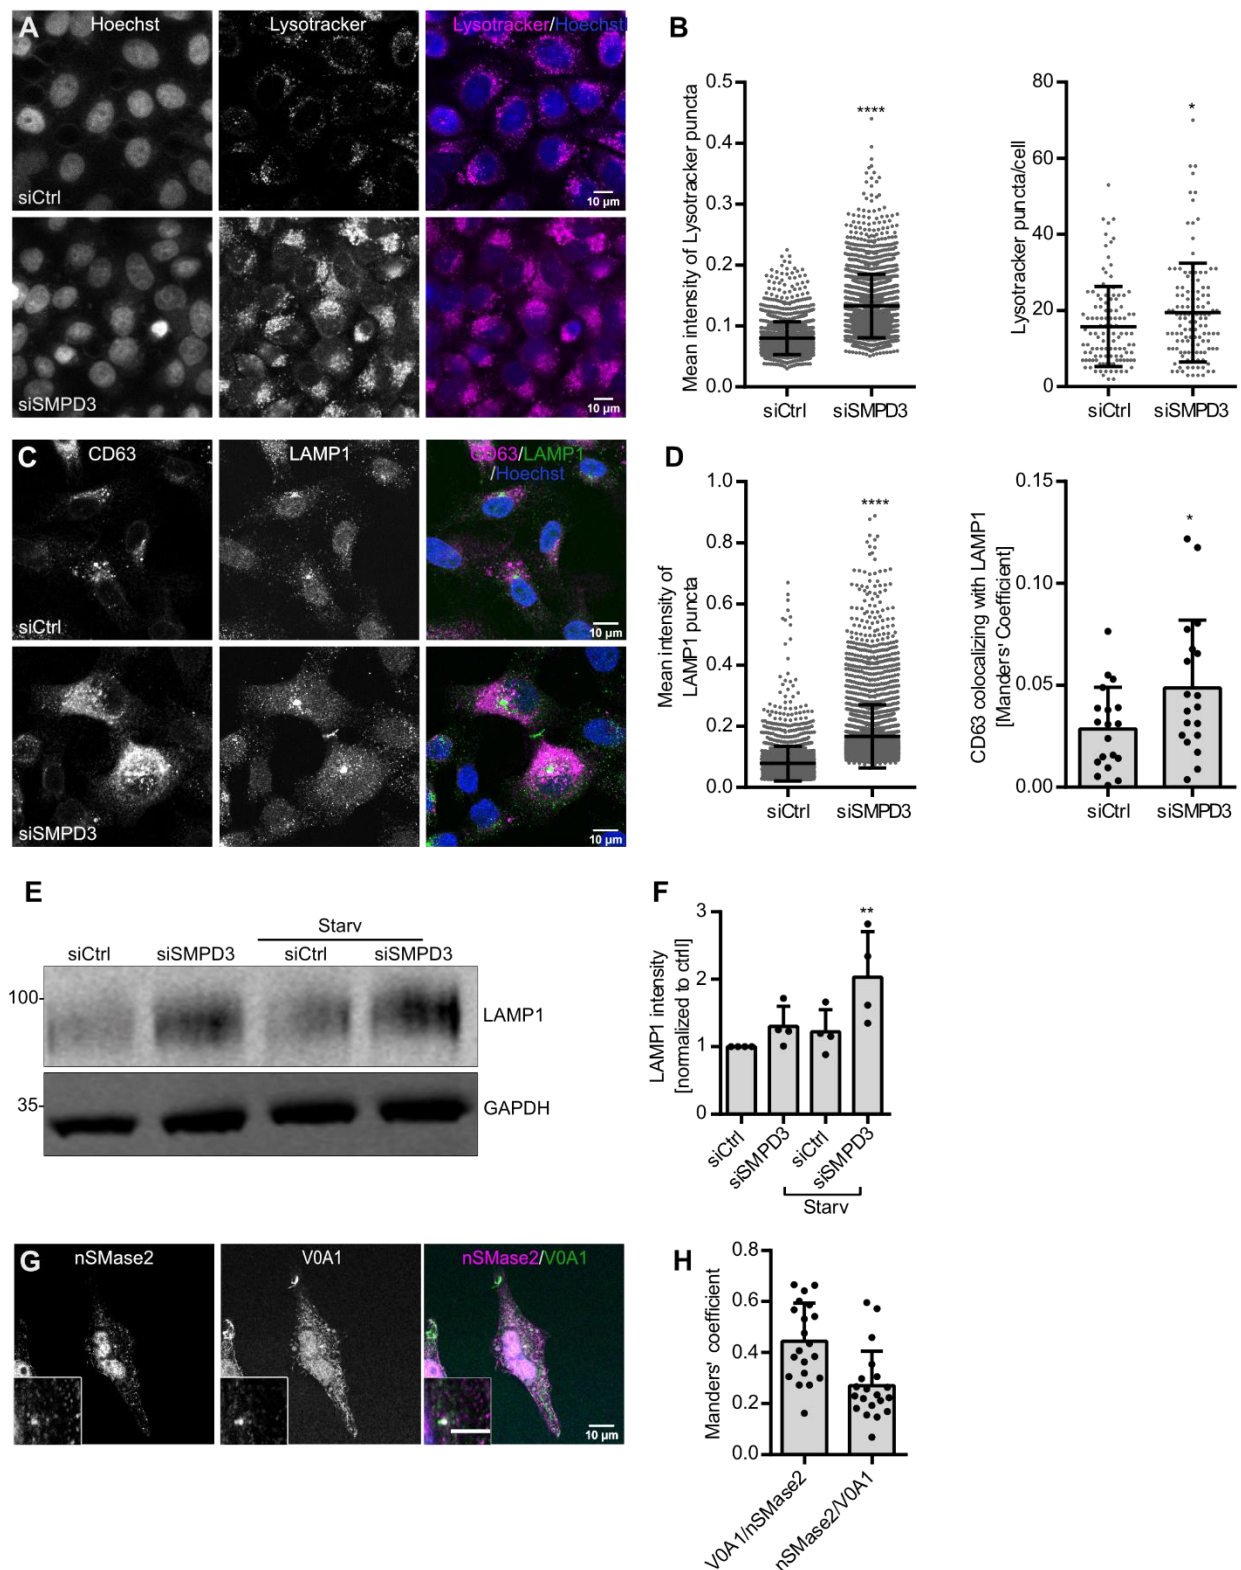 A
Hoechst
Lysotracker
Lysotracker/Hoechst
siCtrl
10 µm
siSMPD3
10 µm
B
Mean intensity of Lysotracker puncta
0.5
0.4
0.3
0.2
0.1
0.0
****
siCtrl
siSMPD3
Lysotracker puncta/cell
80
60
40
20
0
*
siCtrl
siSMPD3
C
CD63
LAMP1
CD63/LAMP1
/Hoechst
siCtrl
10 µm
siSMPD3
10 µm
D
Mean intensity of
LAMP1 puncta
1.0
0.8
0.6
0.4
0.2
0.0
****
siCtrl
siSMPD3
CD63 colocalizing with LAMP1
[Manders' Coefficient]
0.15
0.10
0.05
0.00
*
siCtrl
siSMPD3
E
Starv
siCtrl
siSMPD3
siCtrl
siSMPD3
100
LAMP1
35
GAPDH
F
LAMP1 intensity
[normalized to ctrl]
3
2
1
0
**
siCtrl
siSMPD3
siCtrl
siSMPD3
Starv
G
nSMase2
V0A1
nSMase2/V0A1
10 µm
H
Manders' coefficient
0.8
0.6
0.4
0.2
0.0
V0A1/nSMase2
nSMase2/V0A1